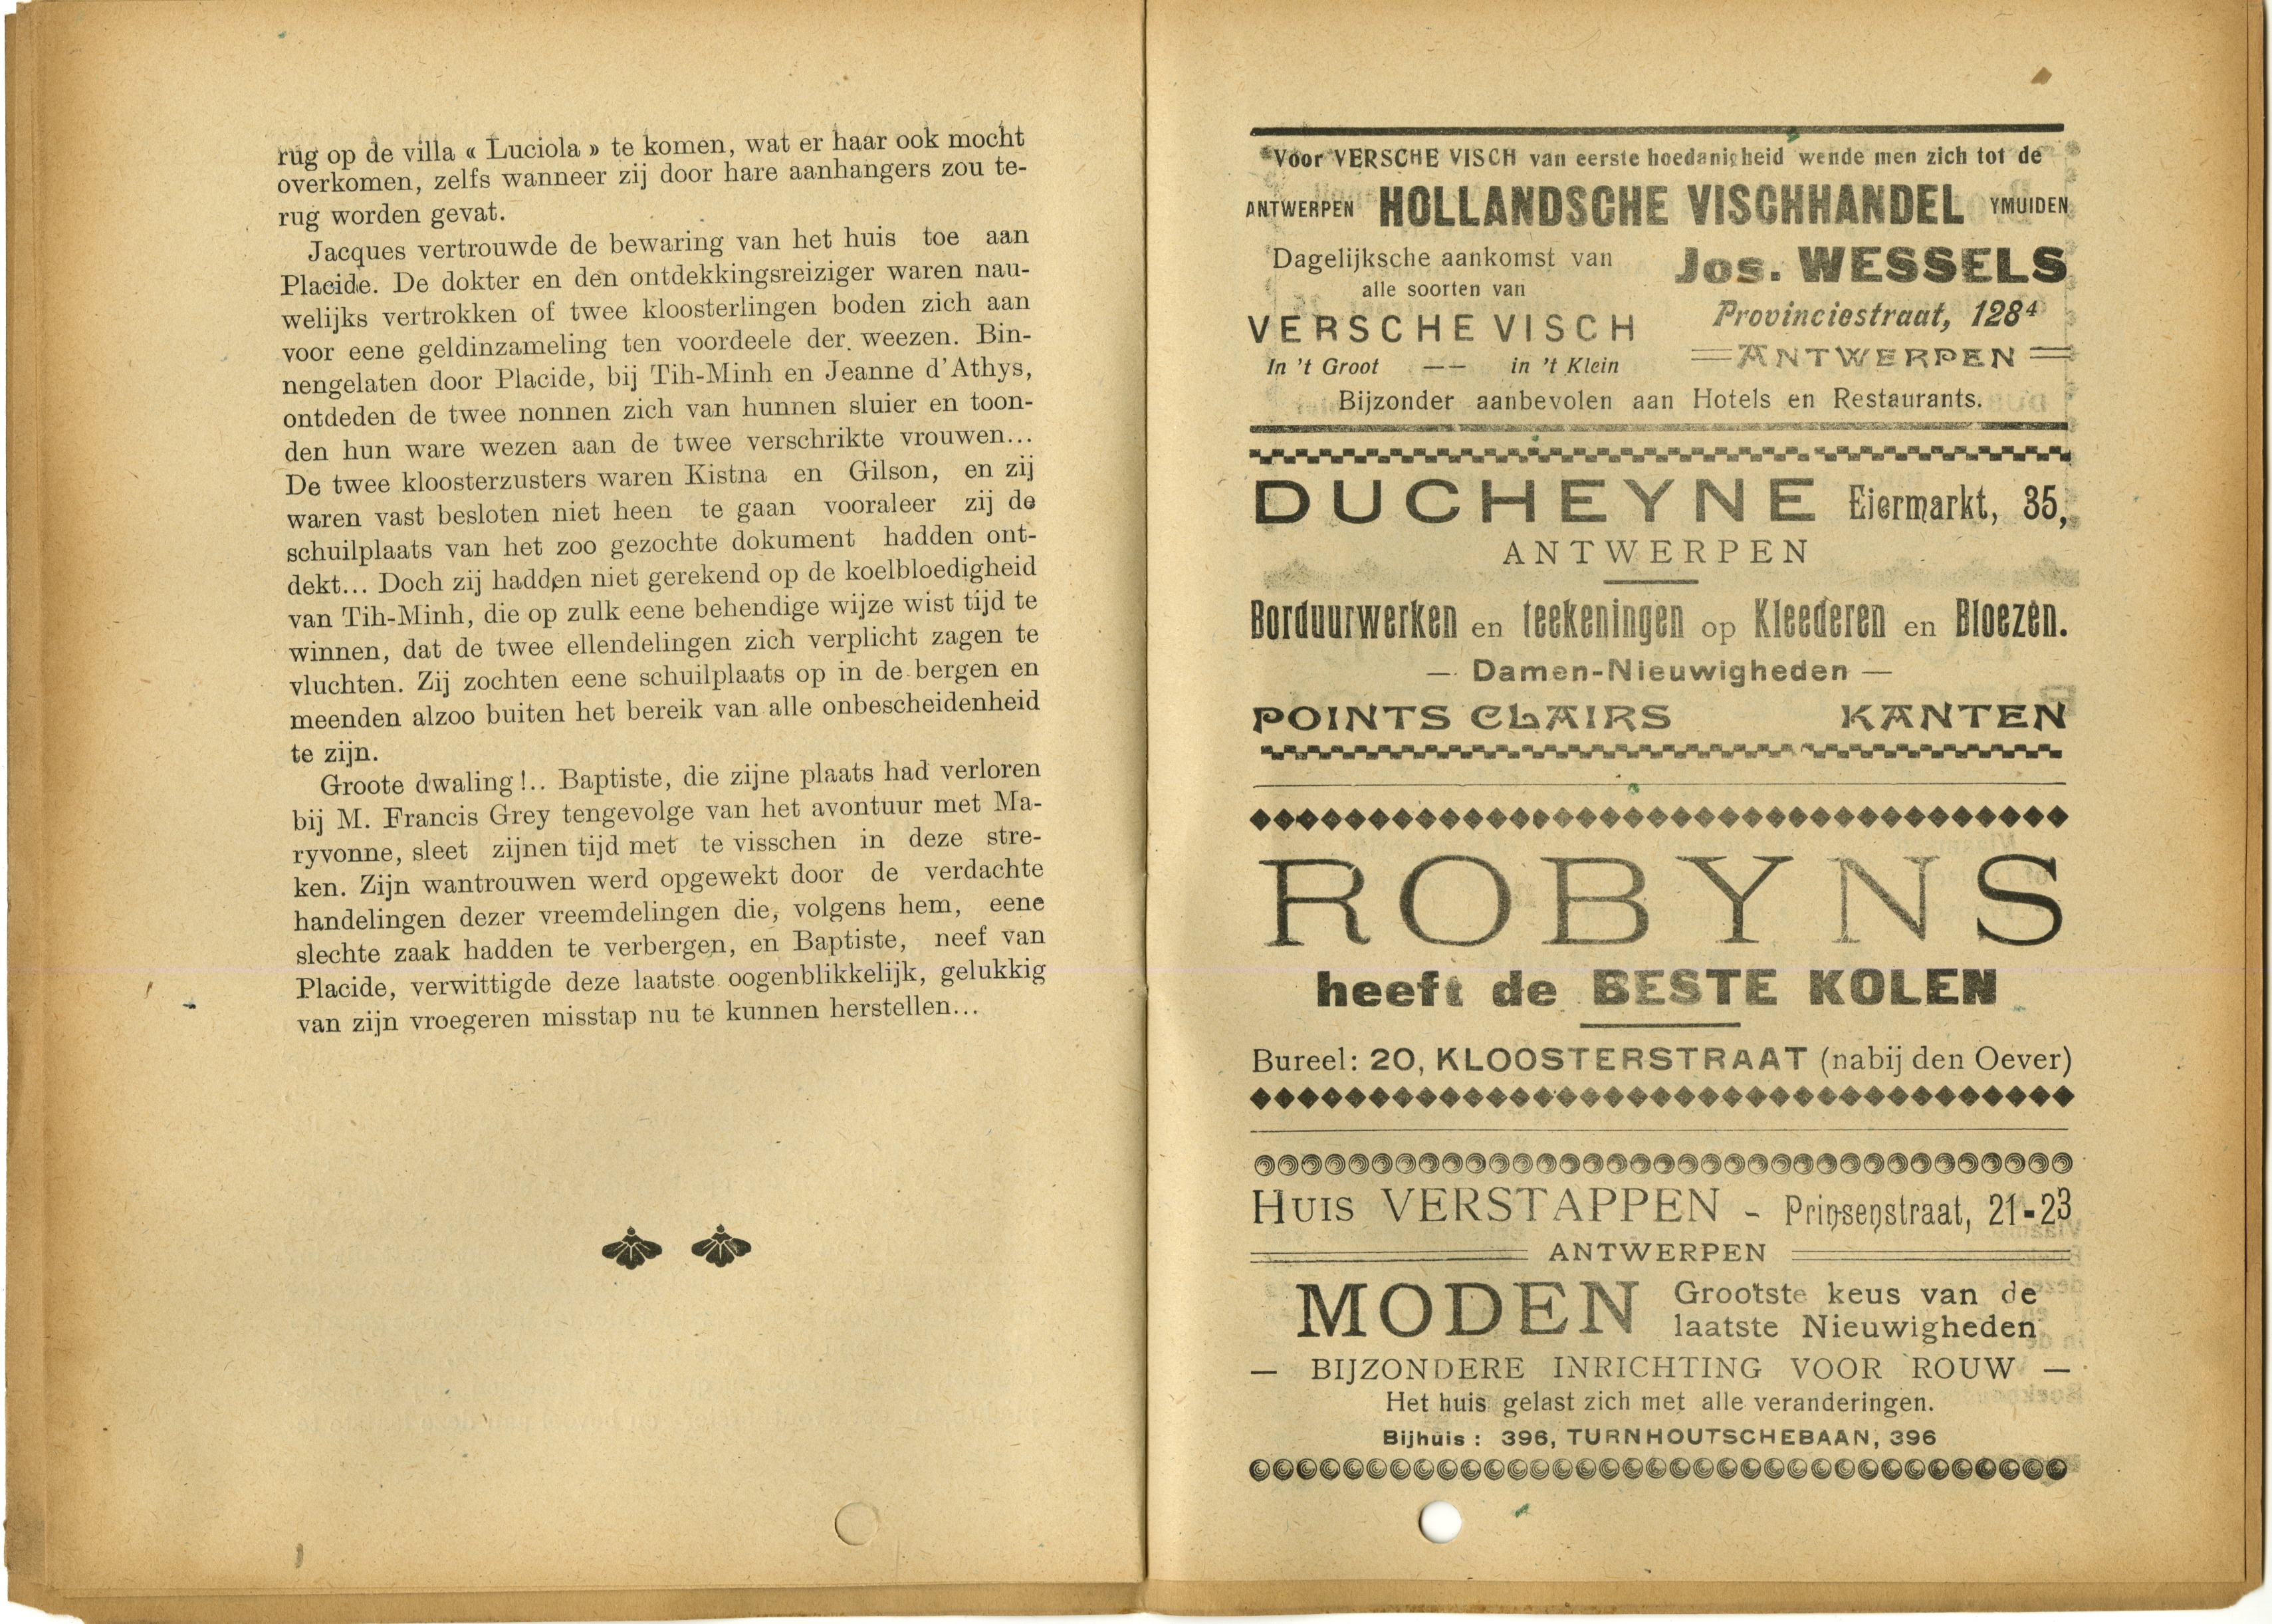 rug op de villa « Luciola » te komen, wat er haar ook mocht
overkomen, zelfs wanneer zij door hare aanhangers zou te-
rug worden gevat.
Jacques vertrouwde de bewaring van het huis toe aan
Placide. De dokter en den ontdekkingsreiziger waren nau-
welijks vertrokken of twee kloosterlingen boden zich aan
voor eene geldinzameling ten voordeele der weezen. Bin-
nengelaten door Placide, bij Tih-Minh en Jeanne d'Athys,
ontdeden de twee nonnen zich van hunnen sluier en toon-
den hun ware wezen aan de twee verschrikte vrouwen...
De twee kloosterzusters waren Kistna en Gilson, en zij
waren vast besloten niet heen te gaan vooraleer zij de
schuilplaats van het zoo gezochte dokument hadden ont-
dekt... Doch zij hadden niet gerekend op de koelbloedigheid
van Tih-Minh, die op zulk eene behendige wijze wist tijd te
winnen, dat de twee ellendelingen zich verplicht zagen te
vluchten. Zij zochten eene schuilplaats op in de bergen en
meenden alzoo buiten het bereik van alle onbescheidenheid
te zijn.
Groote dwaling!.. Baptiste, die zijne plaats had verloren
bij M. Francis Grey tengevolge van het avontuur met Ma-
ryvonne, sleet zijnen tijd met te visschen in deze stre-
ken. Zijn wantrouwen werd opgewekt door de verdachte
handelingen dezer vreemdelingen die, volgens hem, eene
slechte zaak hadden te verbergen, en Baptiste, neef van
Placide, verwittigde deze laatste oogenblikkelijk, gelukkig
van zijn vroegeren misstap nu te kunnen herstellen...
Voor VERSCHE VISCH van eerste hoedanigheid wende men zich tot de
ANTWERPEN HOLLANDSCHE VISCHHANDEL YMUIDEN
Dagelijksche aankomst van
alle soorten van
VERSCHE VISCH
In 't Groot —— in 't Klein
Jos. WESSELS
Provinciestraat, 128⁴
ANTWERPEN
Bijzonder aanbevolen aan Hotels en Restaurants.
DUCHEYNE Eiermarkt, 35,
ANTWERPEN
Borduurwerken en teekeningen op Kleederen en Bloezen.
— Damen-Nieuwigheden —
POINTS CLAIRS KANTEN
ROBYNS
heeft de BESTE KOLEN
Bureel: 20, KLOOSTERSTRAAT (nabij den Oever)
HUIS VERSTAPPEN - Prinsenstraat, 21-23
ANTWERPEN
MODEN Grootste keus van de
laatste Nieuwigheden
— BIJZONDERE INRICHTING VOOR ROUW —
Het huis gelast zich met alle veranderingen.
Bijhuis : 396, TURNHOUTSCHEBAAN, 396